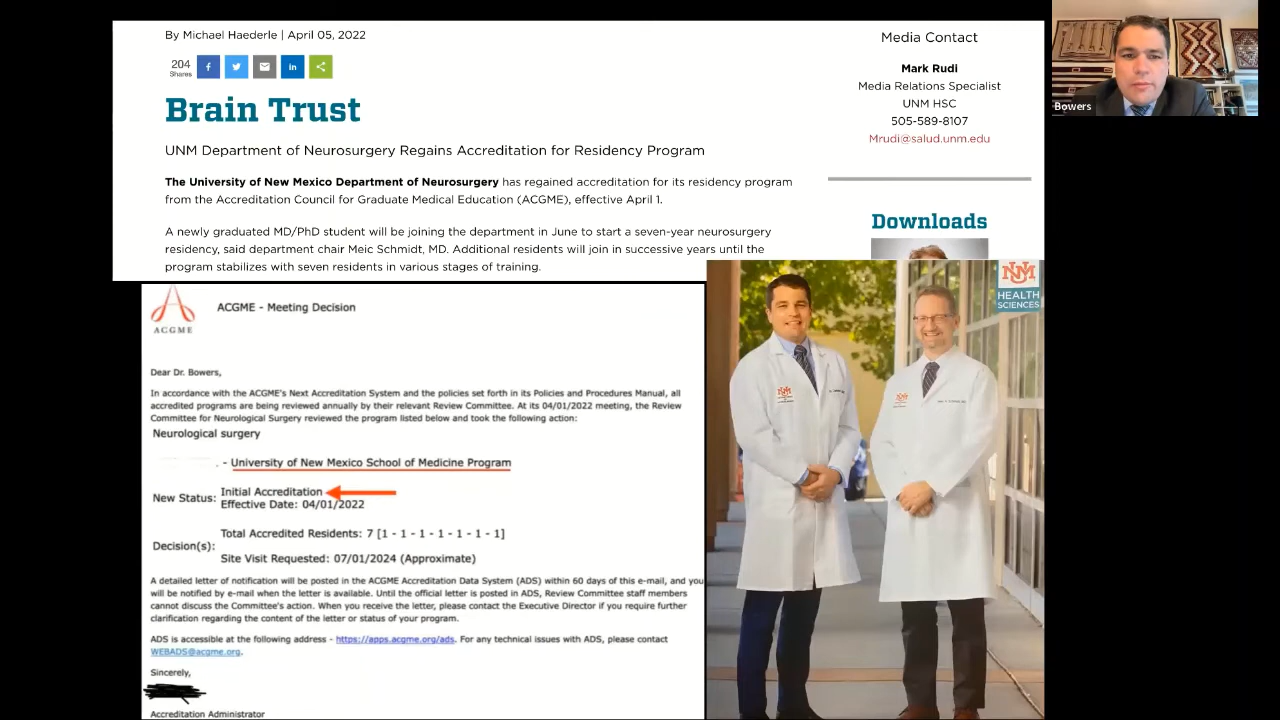 By Michael Haederle | April 05, 2022
204
Shares
Brain Trust
UNM Department of Neurosurgery Regains Accreditation for Residency Program
The University of New Mexico Department of Neurosurgery has regained accreditation for its residency program
from the Accreditation Council for Graduate Medical Education (ACGME), effective April 1.
A newly graduated MD/PhD student will be joining the department in June to start a seven-year neurosurgery
residency, said department chair Meic Schmidt, MD. Additional residents will join in successive years until the
program stabilizes with seven residents in various stages of training.
Media Contact
Mark Rudi
Media Relations Specialist
UNM HSC
505-589-8107
Mrudi@salud.unm.edu
Downloads
Bowers
ACGME
ACGME - Meeting Decision
Dear Dr. Bowers,
In accordance with the ACGME's Next Accreditation System and the policies set forth in its Policies and Procedures Manual, all
accredited programs are being reviewed annually by their relevant Review Committee. At its 04/01/2022 meeting, the Review
Committee for Neurological Surgery reviewed the program listed below and took the following action:
Neurological surgery
- University of New Mexico School of Medicine Program
New Status: Initial Accreditation
Effective Date: 04/01/2022
Decision(s): Total Accredited Residents: 7 [1 - 1 - 1 - 1 - 1 - 1 - 1]
Site Visit Requested: 07/01/2024 (Approximate)
A detailed letter of notification will be posted in the ACGME Accreditation Data System (ADS) within 60 days of this e-mail, and you
will be notified by e-mail when the letter is available. Until the official letter is posted in ADS, Review Committee staff members
cannot discuss the Committee's action. When you receive the letter, please contact the Executive Director if you require further
clarification regarding the content of the letter or status of your program.
ADS is accessible at the following address - https://apps.acgme.org/ads. For any technical issues with ADS, please contact
WEBADS@acgme.org.
Sincerely,
Accreditation Administrator
UNM
HEALTH
SCIENCES